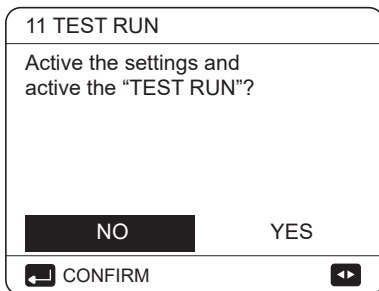 11 TEST RUN
Active the settings and
active the “TEST RUN”?
NO YES
CONFIRM